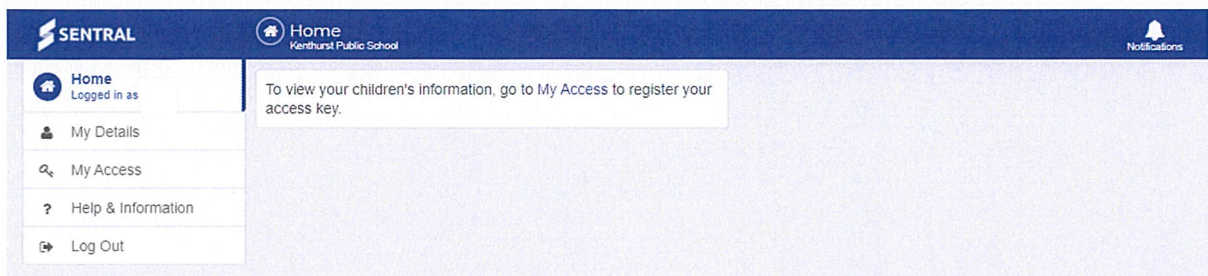 SENTRAL
Home
Kenthurst Public School
Notifications
Home
Logged in as
My Details
My Access
? Help & Information
Log Out
To view your children's information, go to My Access to register your
access key.